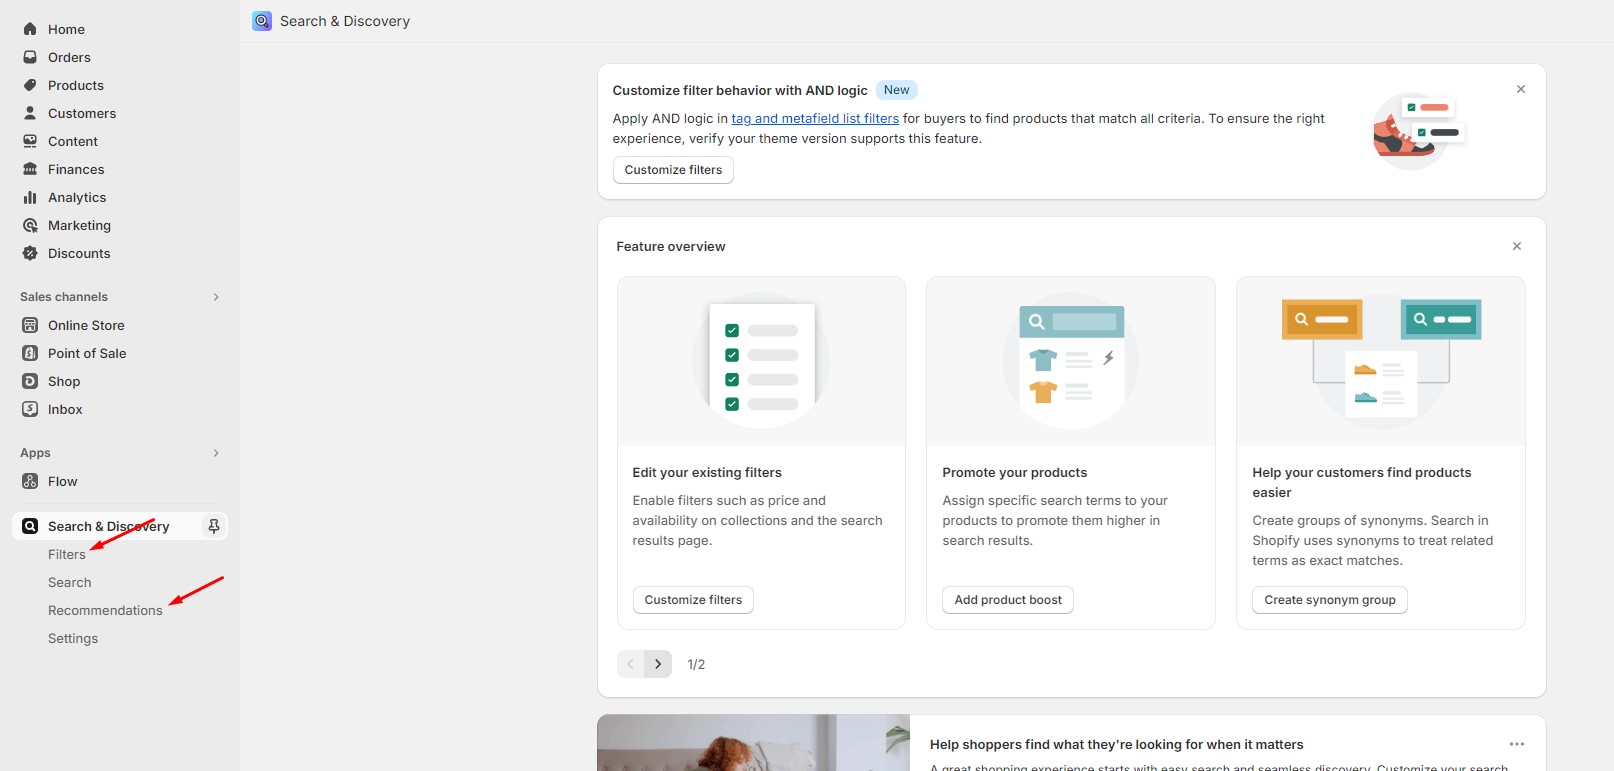 Home
Orders
Products
Customers
Content
Finances
Analytics
Marketing
Discounts
Sales channels
Online Store
Point of Sale
Shop
Inbox
Apps
Flow
Search & Discovery
Filters
Search
Recommendations
Settings
Search & Discovery
Customize filter behavior with AND logic New
Apply AND logic in tag and metafield list filters for buyers to find products that match all criteria. To ensure the right
experience, verify your theme version supports this feature.
Customize filters
Feature overview
Edit your existing filters
Enable filters such as price and
availability on collections and the search
results page.
Customize filters
Promote your products
Assign specific search terms to your
products to promote them higher in
search results.
Add product boost
Help your customers find products
easier
Create groups of synonyms. Search in
Shopify uses synonyms to treat related
terms as exact matches.
Create synonym group
1/2
Help shoppers find what they're looking for when it matters
A great shopping experience starts with easy search and seamless discovery. Customize your search